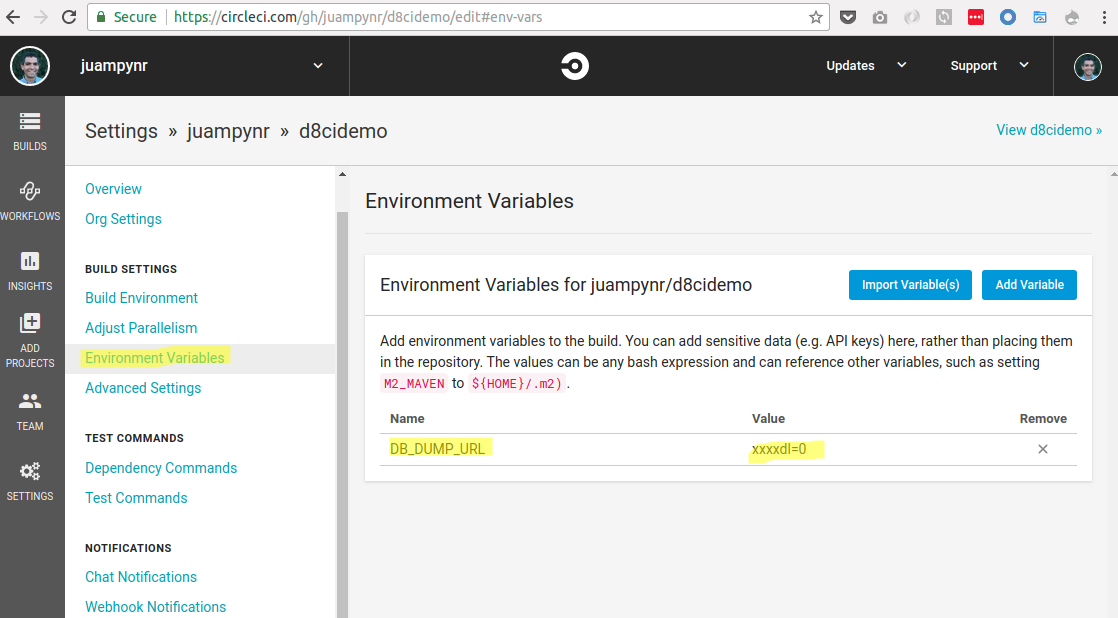 Secure https://circleci.com/gh/juampynr/d8cidemo/edit#env-vars
juampynr
Updates
Support
BUILDS
WORKFLOWS
INSIGHTS
ADD
PROJECTS
TEAM
SETTINGS
Settings » juampynr » d8cidemo
View d8cidemo »
Overview
Org Settings
BUILD SETTINGS
Build Environment
Adjust Parallelism
Environment Variables
Advanced Settings
TEST COMMANDS
Dependency Commands
Test Commands
NOTIFICATIONS
Chat Notifications
Webhook Notifications
Environment Variables
Environment Variables for juampynr/d8cidemo
Import Variable(s)
Add Variable
Add environment variables to the build. You can add sensitive data (e.g. API keys) here, rather than placing them
in the repository. The values can be any bash expression and can reference other variables, such as setting
M2_MAVEN to ${HOME}/.m2) .
Name Value Remove
DB_DUMP_URL xxxxdl=0